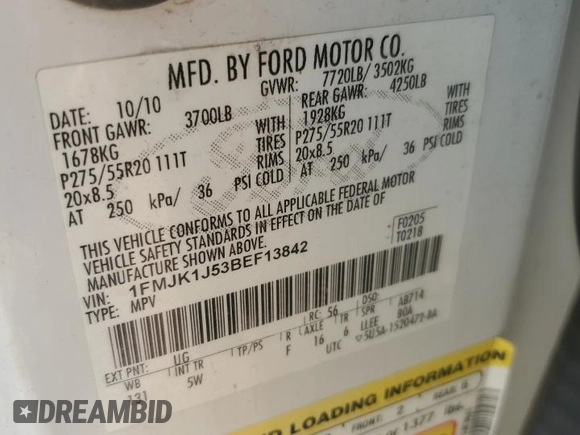 MFD. BY FORD MOTOR CO.
DATE: 10/10 GVWR: 7720LB/ 3502KG
FRONT GAWR: 3700LB REAR GAWR: 4250LB
1678KG WITH 1928KG WITH
P275/55R20 111T TIRES P275/55R20 111T TIRES
20x8.5 RIMS 20x8.5 RIMS
AT 250 kPa/ 36 PSI COLD AT 250 kPa/ 36 PSI COLD
THIS VEHICLE CONFORMS TO ALL APPLICABLE FEDERAL MOTOR
VEHICLE SAFETY STANDARDS IN EFFECT ON THE DATE OF
MANUFACTURE SHOWN ABOVE.
F0205
T0218
VIN: 1FMJK1J53BEF13842
TYPE: MPV
RC: 56 DSO:
EXT PNT: UG R AXLE TR SPR AB714
WB INT TR TP/PS F 16 6 LLEE BOA
131 5W UTC
LOADING INFORMATION
FRONT: 2 REAR
DREAMBID